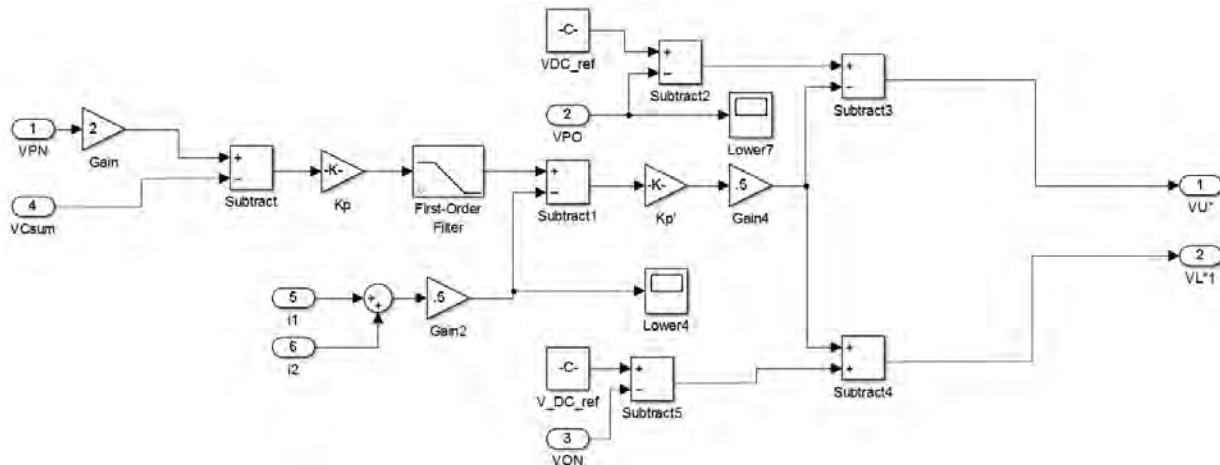 -C-
VDC_ref
+
−
Subtract2
+
−
Subtract3
2
VPO
Lower7
1
VPN
2
Gain
+
−
Subtract
-K-
Kp
First-Order
Filter
+
−
Subtract1
-K-
Kp'
.5
Gain4
1
VU*
4
VCsum
2
VL*1
5
i1
+
+
.5
Gain2
Lower4
6
i2
-C-
V_DC_ref
+
−
Subtract5
+
+
Subtract4
3
VON